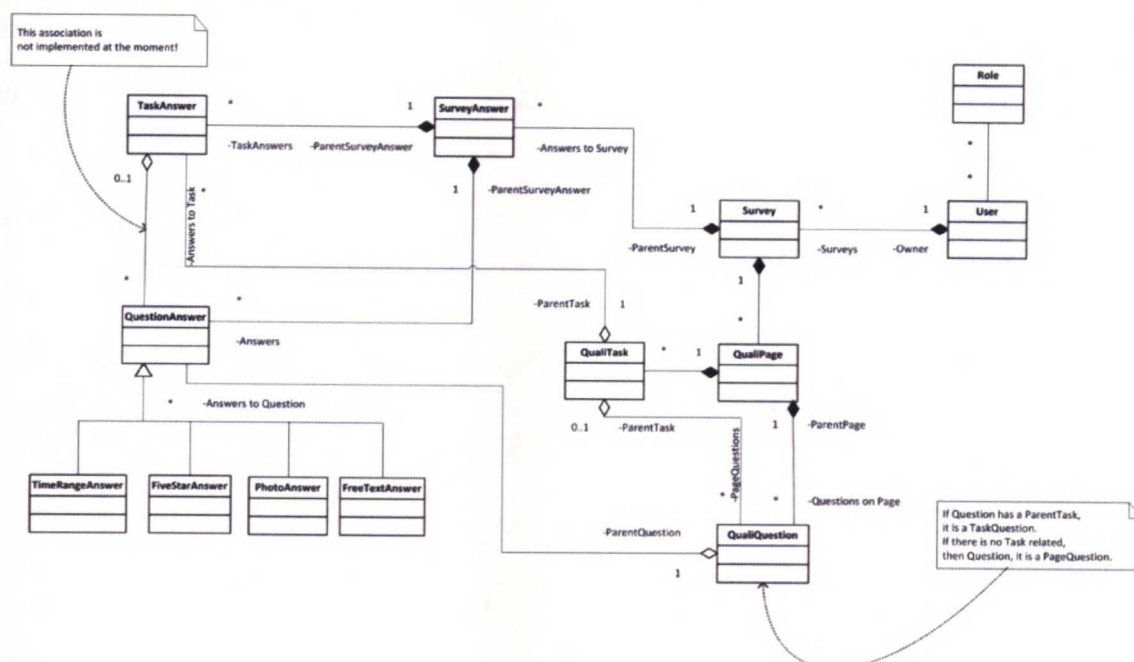 This association is
not implemented at the moment!
Role
TaskAnswer
*
1
SurveyAnswer
*
-TaskAnswers
-ParentSurveyAnswer
-Answers to Survey
*
*
0..1
*
1
-ParentSurveyAnswer
-Answers to Task
1
Survey
*
1
User
-ParentSurvey
-Surveys
-Owner
1
*
*
-ParentTask
1
*
QuestionAnswer
-Answers
QualiTask
*
1
QualiPage
*
-Answers to Question
0..1
-ParentTask
1
-ParentPage
-PageQuestions
TimeRangeAnswer
FiveStarAnswer
PhotoAnswer
FreeTextAnswer
*
*
-Questions on Page
-ParentQuestion
QualiQuestion
1
If Question has a ParentTask,
it is a TaskQuestion.
If there is no Task related,
then Question, it is a PageQuestion.